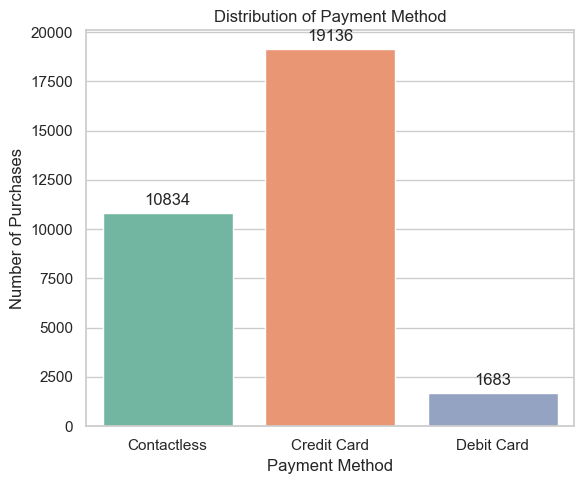 Distribution of Payment Method
20000
17500
15000
12500
10000
7500
5000
2500
0
Number of Purchases
10834
19136
1683
Contactless
Credit Card
Debit Card
Payment Method